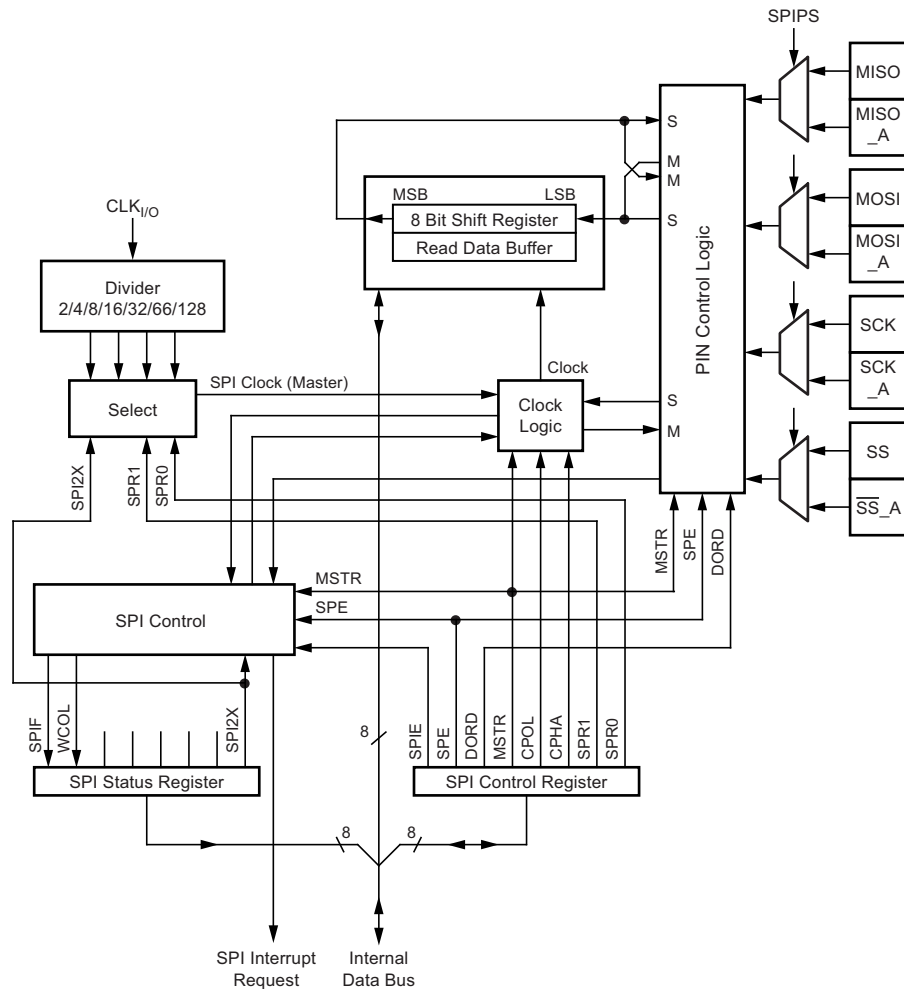 SPIPS
MISO
MISO
_A
S
M
M
MSB
LSB
8 Bit Shift Register
S
Read Data Buffer
MOSI
MOSI
_A
CLK I/O
Divider
2/4/8/16/32/66/128
PIN Control Logic
SCK
SCK
_A
SPI Clock (Master)
Clock
Select
Clock
Logic
S
M
SS
SS_A
SPI2X
SPR1
SPR0
MSTR
SPE
DORD
MSTR
SPE
SPI Control
SPIF
WCOL
SPI2X
8
SPIE
SPE
DORD
MSTR
CPOL
CPHA
SPR1
SPR0
SPI Status Register
SPI Control Register
8
8
SPI Interrupt
Request
Internal
Data Bus